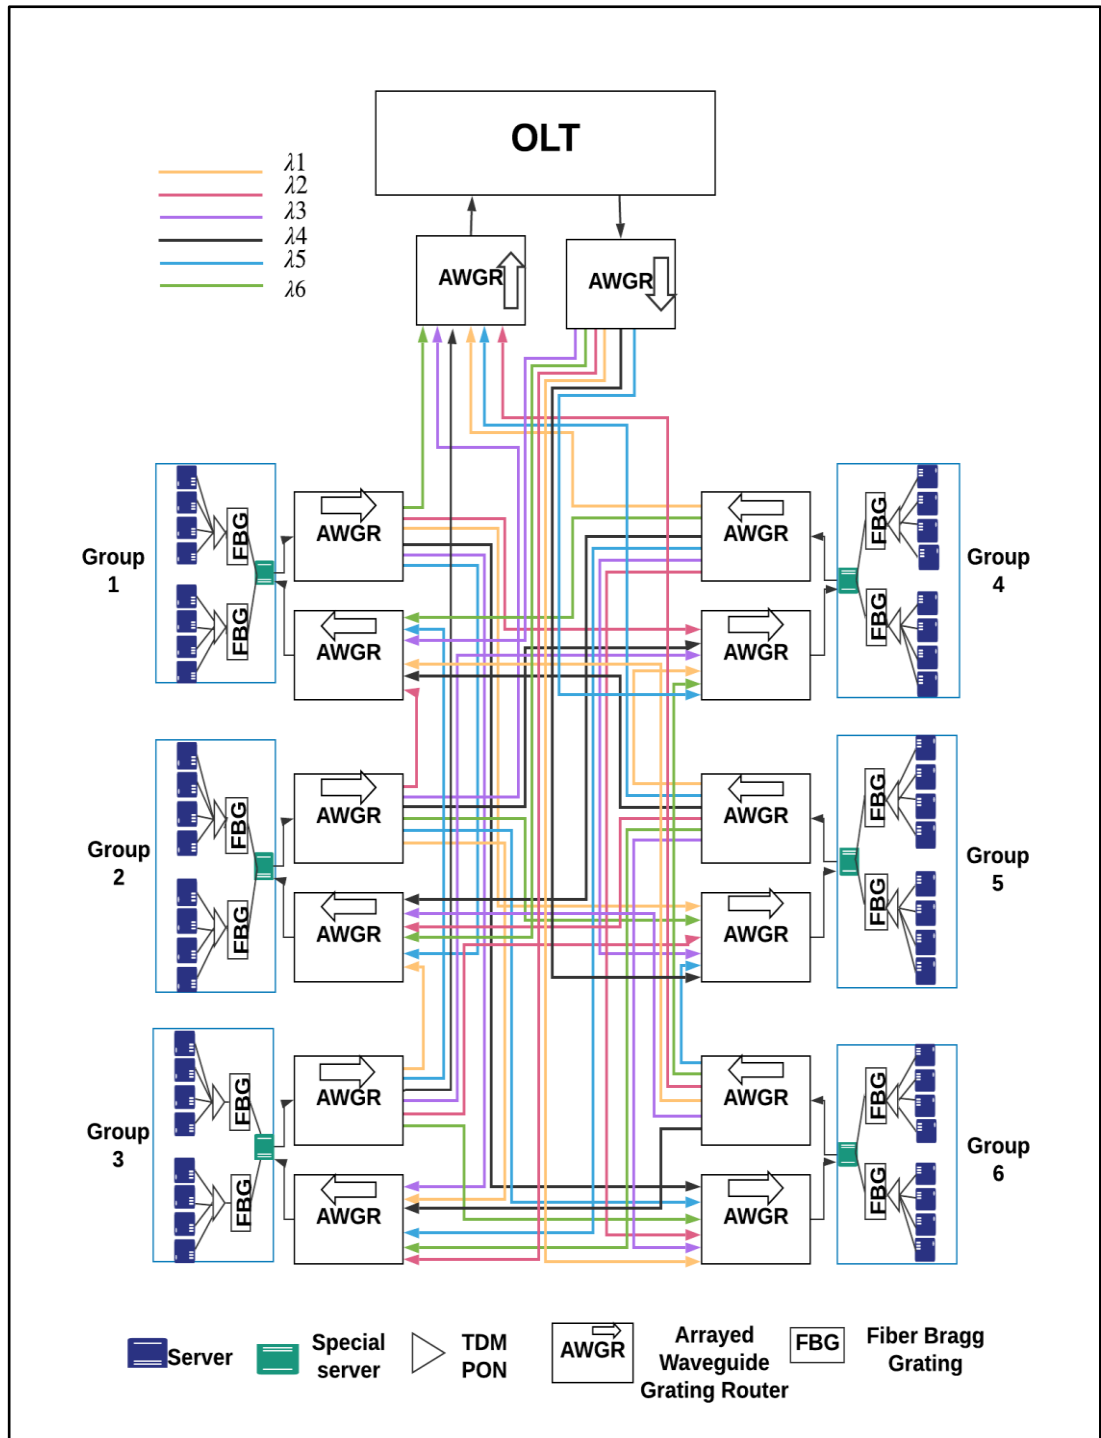 OLT
λ1
λ2
λ3
λ4
λ5
λ6
AWGR
AWGR
Group
1
FBG
FBG
AWGR
AWGR
AWGR
AWGR
FBG
FBG
Group
4
Group
2
FBG
FBG
AWGR
AWGR
AWGR
AWGR
FBG
FBG
Group
5
Group
3
FBG
FBG
AWGR
AWGR
AWGR
AWGR
FBG
FBG
Group
6
Server
Special
server
TDM
PON
AWGR
Arrayed
Waveguide
Grating Router
FBG
Fiber Bragg
Grating